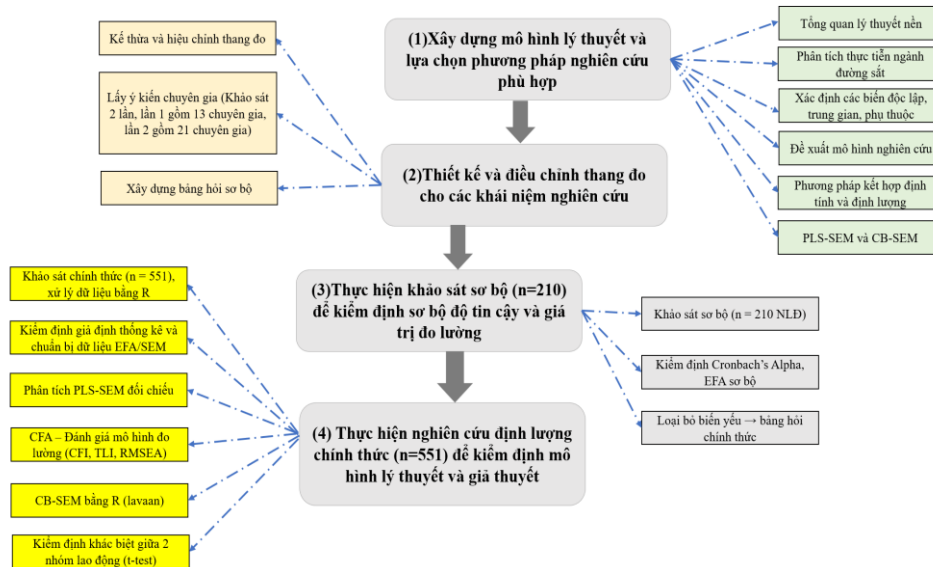 (1)Xây dựng mô hình lý thuyết và
lựa chọn phương pháp nghiên cứu
phù hợp
Tổng quan lý thuyết nền
Phân tích thực tiễn ngành
đường sắt
Xác định các biến độc lập,
trung gian, phụ thuộc
Đề xuất mô hình nghiên cứu
Phương pháp kết hợp định
tính và định lượng
PLS-SEM và CB-SEM
Kế thừa và hiệu chỉnh thang đo
Lấy ý kiến chuyên gia (Khảo sát
2 lần, lần 1 gồm 13 chuyên gia,
lần 2 gồm 21 chuyên gia)
Xây dựng bảng hỏi sơ bộ
(2)Thiết kế và điều chỉnh thang đo
cho các khái niệm nghiên cứu
(3)Thực hiện khảo sát sơ bộ (n=210)
để kiểm định sơ bộ độ tin cậy và giá
trị đo lường
Khảo sát sơ bộ (n = 210 NLĐ)
Kiểm định Cronbach’s Alpha,
EFA sơ bộ
Loại bỏ biến yếu → bảng hỏi
chính thức
Khảo sát chính thức (n = 551),
xử lý dữ liệu bằng R
Kiểm định giả định thống kê và
chuẩn bị dữ liệu EFA/SEM
Phân tích PLS-SEM đối chiếu
CFA – Đánh giá mô hình đo
lường (CFI, TLI, RMSEA)
CB-SEM bằng R (lavaan)
Kiểm định khác biệt giữa 2
nhóm lao động (t-test)
(4) Thực hiện nghiên cứu định lượng
chính thức (n=551) để kiểm định mô
hình lý thuyết và giả thuyết